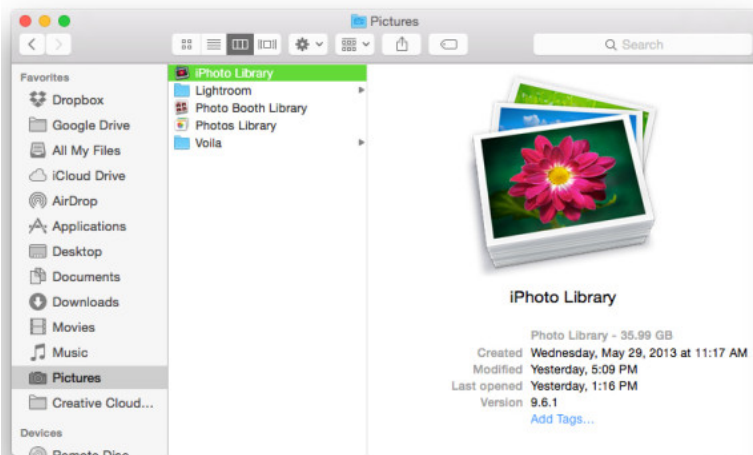 Pictures
Search
Favorites
Dropbox
Google Drive
All My Files
iCloud Drive
AirDrop
Applications
Desktop
Documents
Downloads
Movies
Music
Pictures
Creative Cloud...
Devices
Remote Disc
iPhoto Library
Lightroom
Photo Booth Library
Photos Library
Voila
iPhoto Library
Photo Library - 35.99 GB
Created Wednesday, May 29, 2013 at 11:17 AM
Modified Yesterday, 5:09 PM
Last opened Yesterday, 1:16 PM
Version 9.6.1
Add Tags...